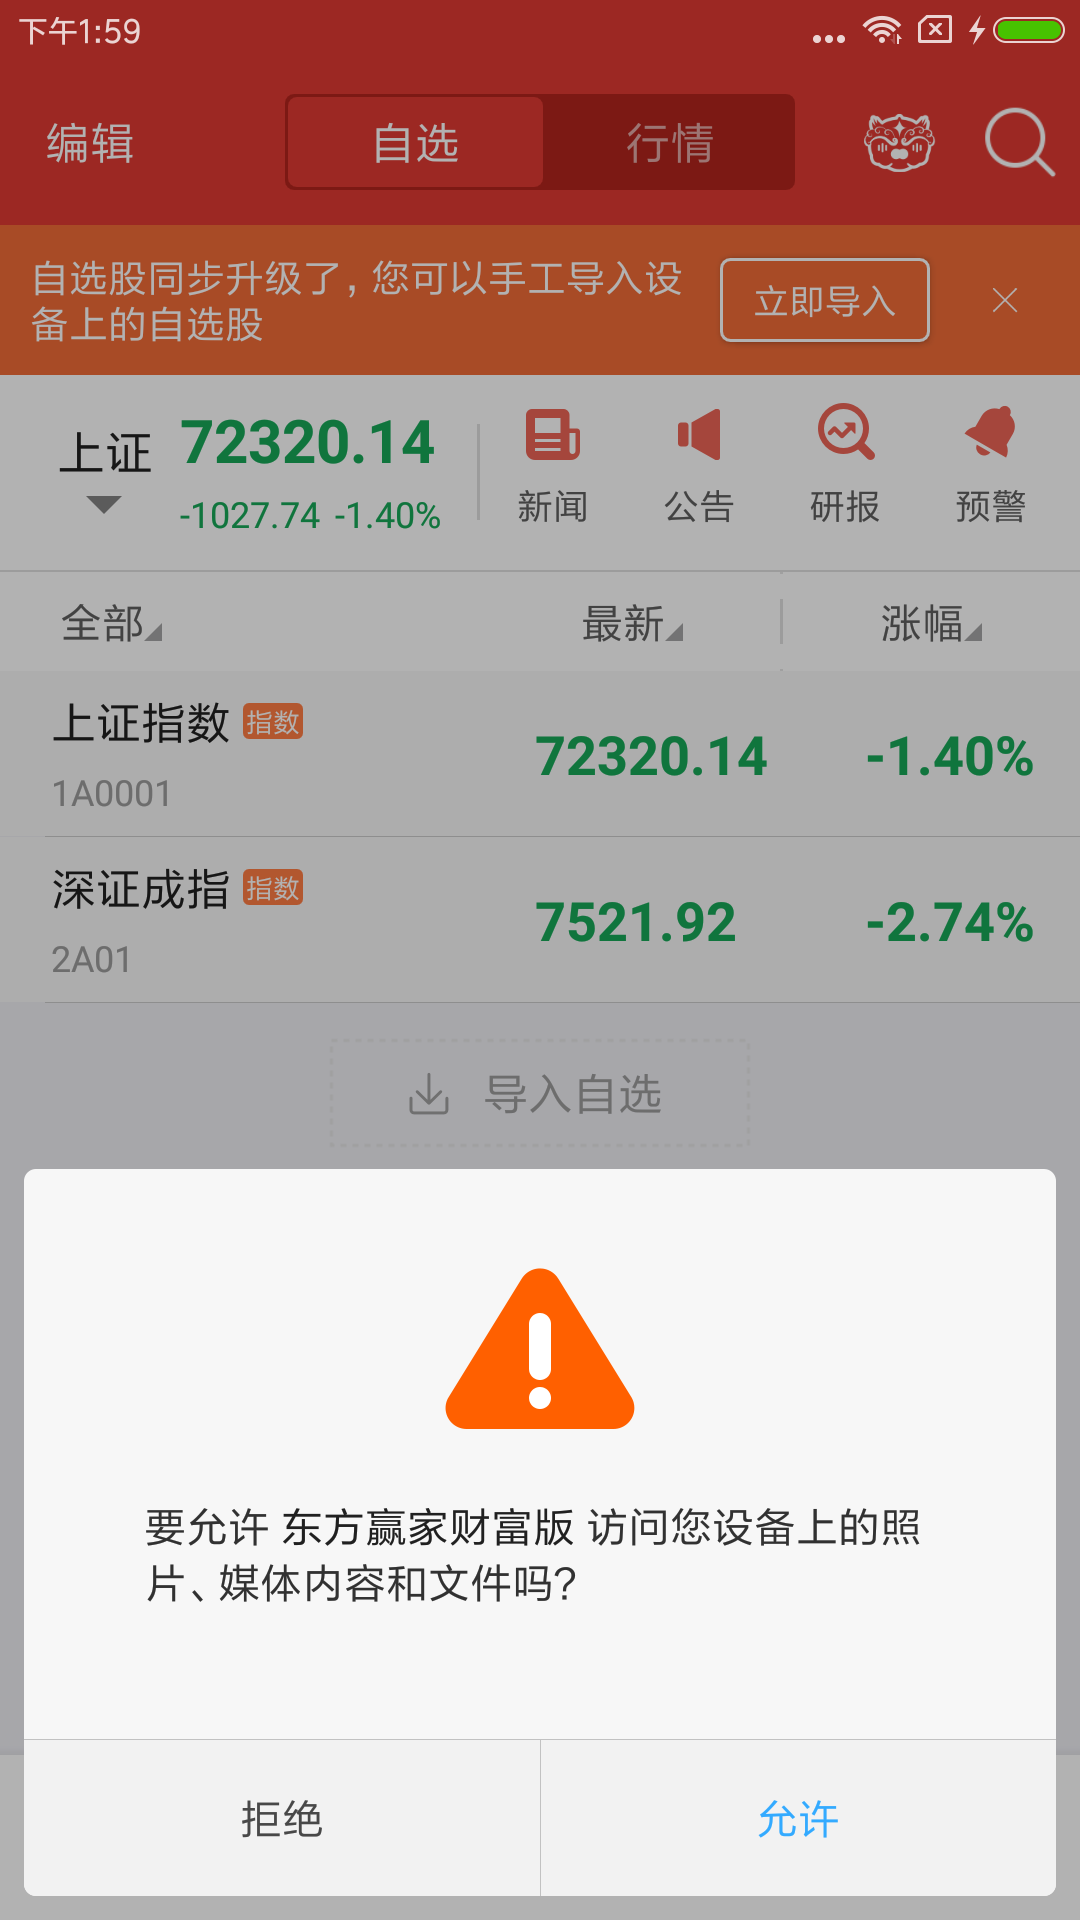 下午1:59
编辑
自选
行情
自选股同步升级了,您可以手工导入设
备上的自选股
立即导入
上证
72320.14
-1027.74 -1.40%
新闻
公告
研报
预警
全部
最新
涨幅
上证指数 指数
1A0001
72320.14
-1.40%
深证成指 指数
2A01
7521.92
-2.74%
导入自选
要允许 东方赢家财富版 访问您设备上的照
片、媒体内容和文件吗?
拒绝
允许